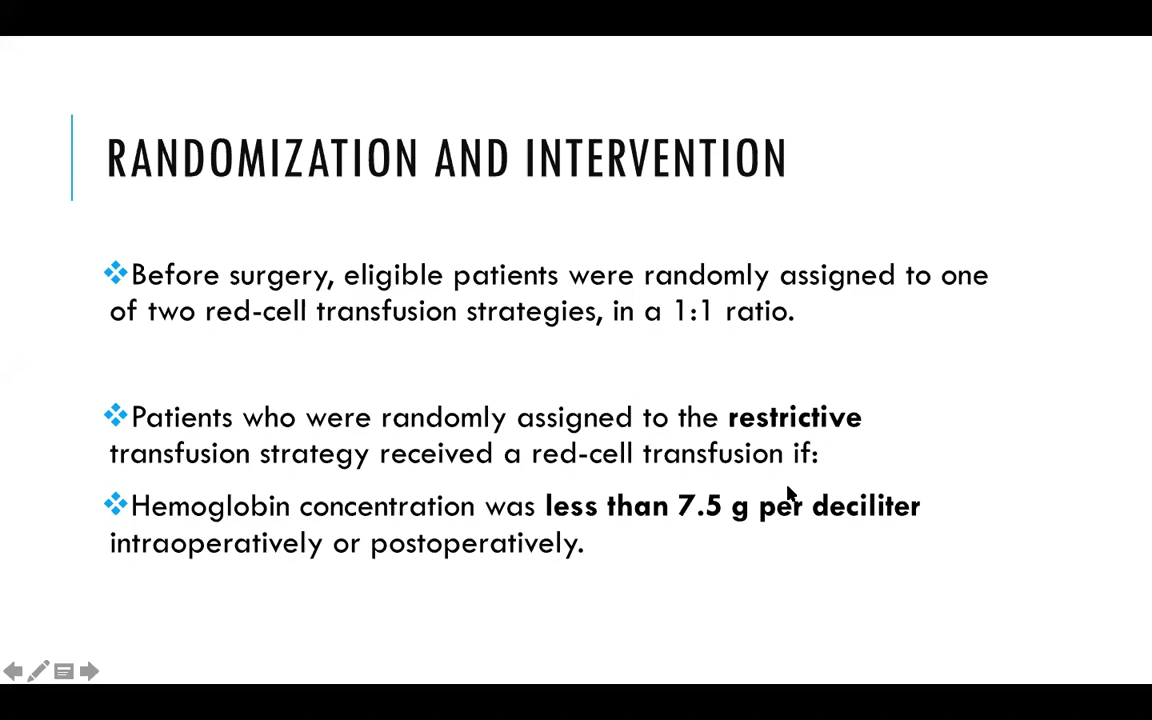 RANDOMIZATION AND INTERVENTION
Before surgery, eligible patients were randomly assigned to one
of two red-cell transfusion strategies, in a 1:1 ratio.
Patients who were randomly assigned to the restrictive
transfusion strategy received a red-cell transfusion if:
Hemoglobin concentration was less than 7.5 g per deciliter
intraoperatively or postoperatively.